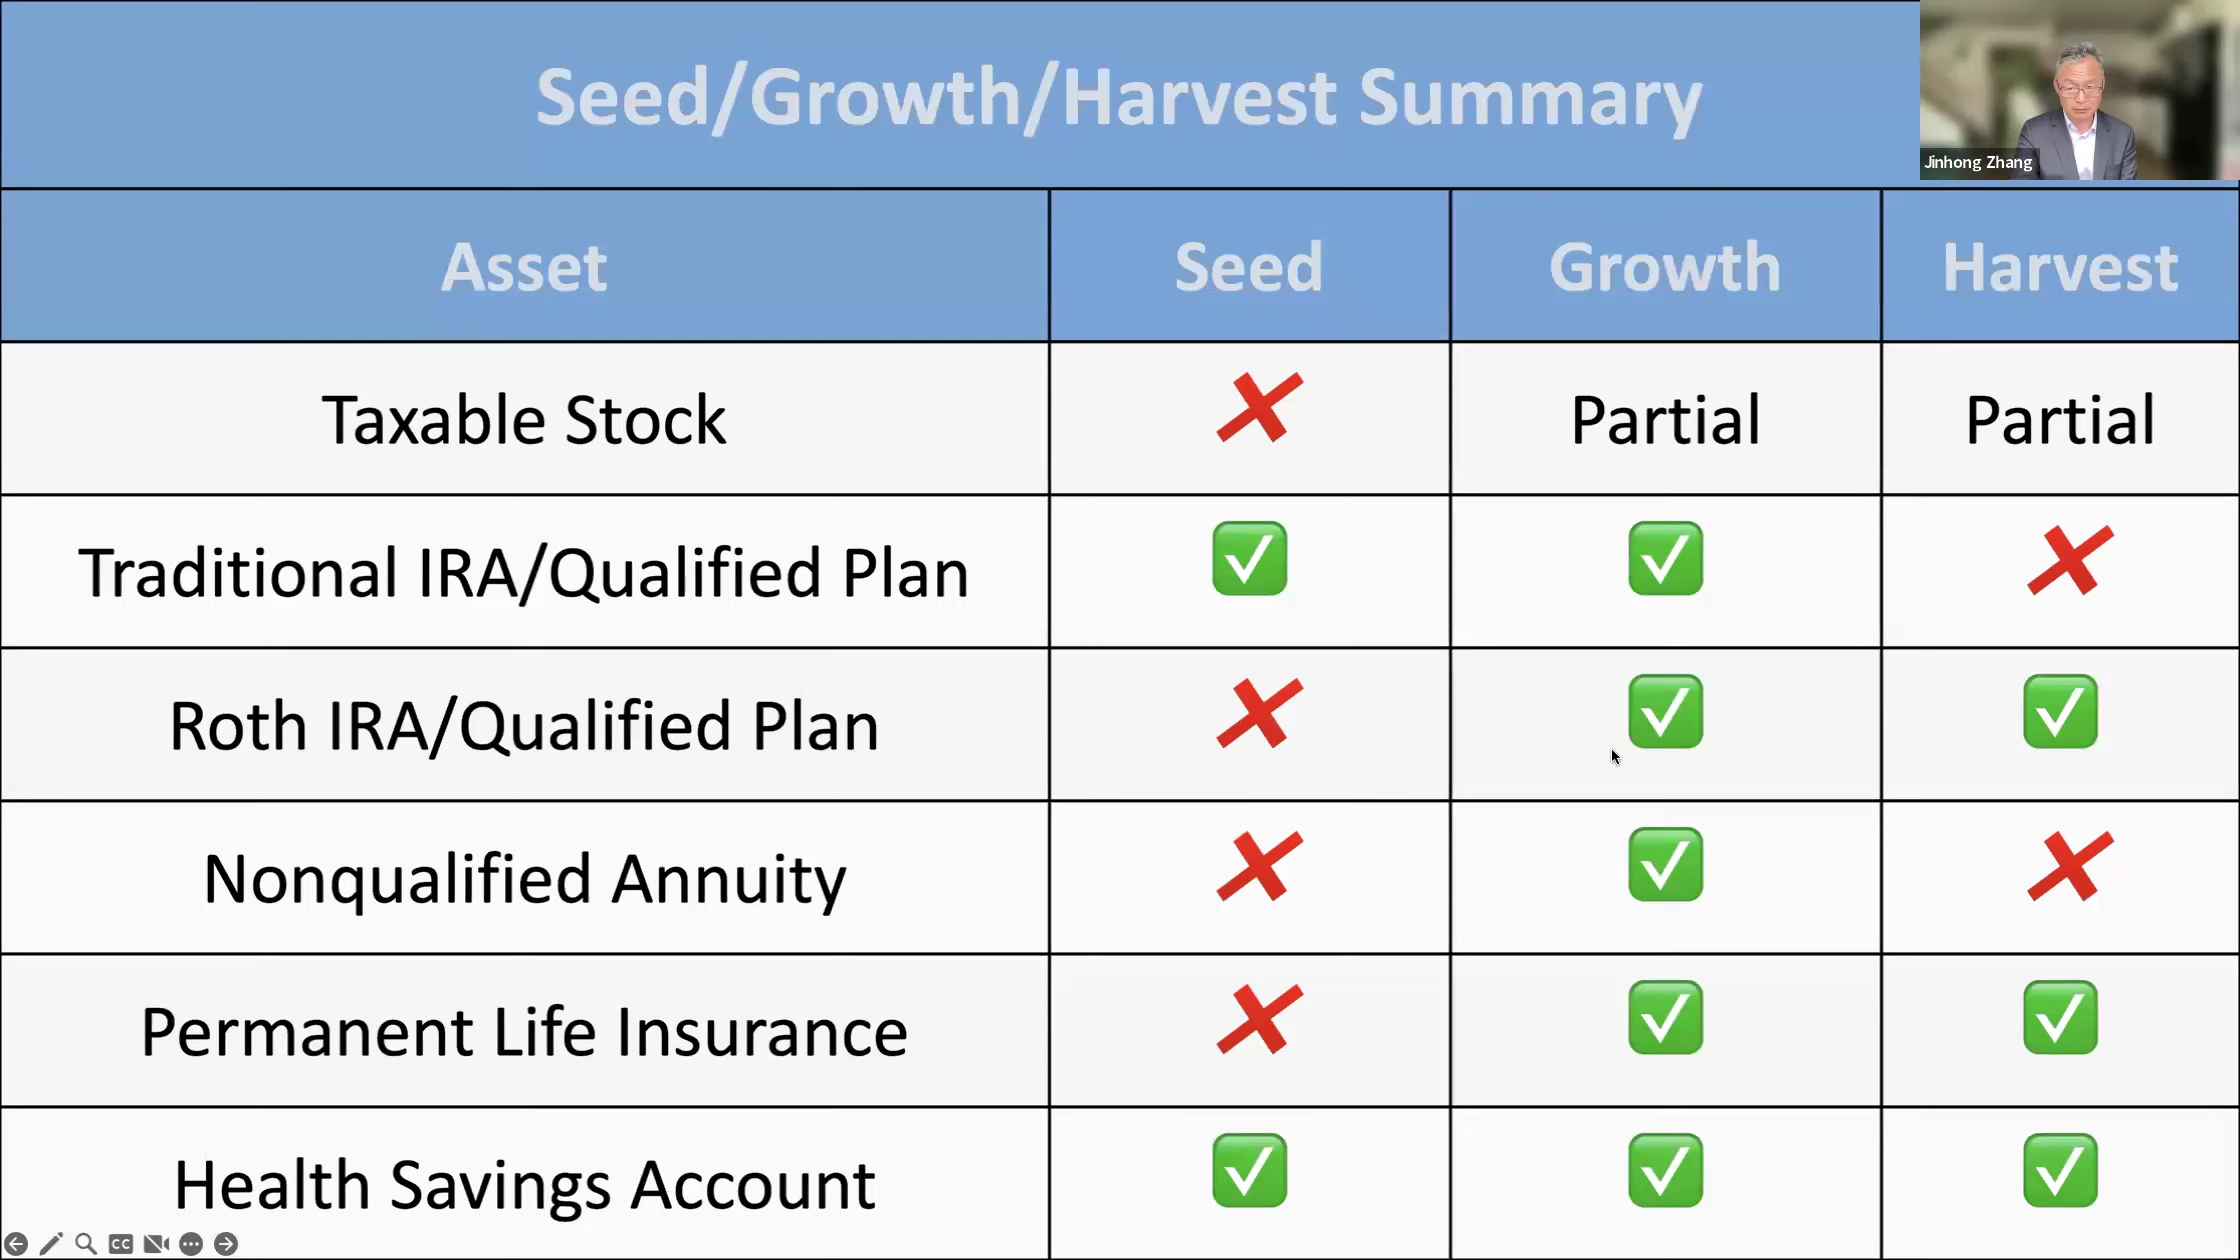 Seed/Growth/Harvest Summary
Jinhong Zhang
Asset Seed Growth Harvest
Taxable Stock ❌ Partial Partial
Traditional IRA/Qualified Plan ✅ ✅ ❌
Roth IRA/Qualified Plan ❌ ✅ ✅
Nonqualified Annuity ❌ ✅ ❌
Permanent Life Insurance ❌ ✅ ✅
Health Savings Account ✅ ✅ ✅
CC